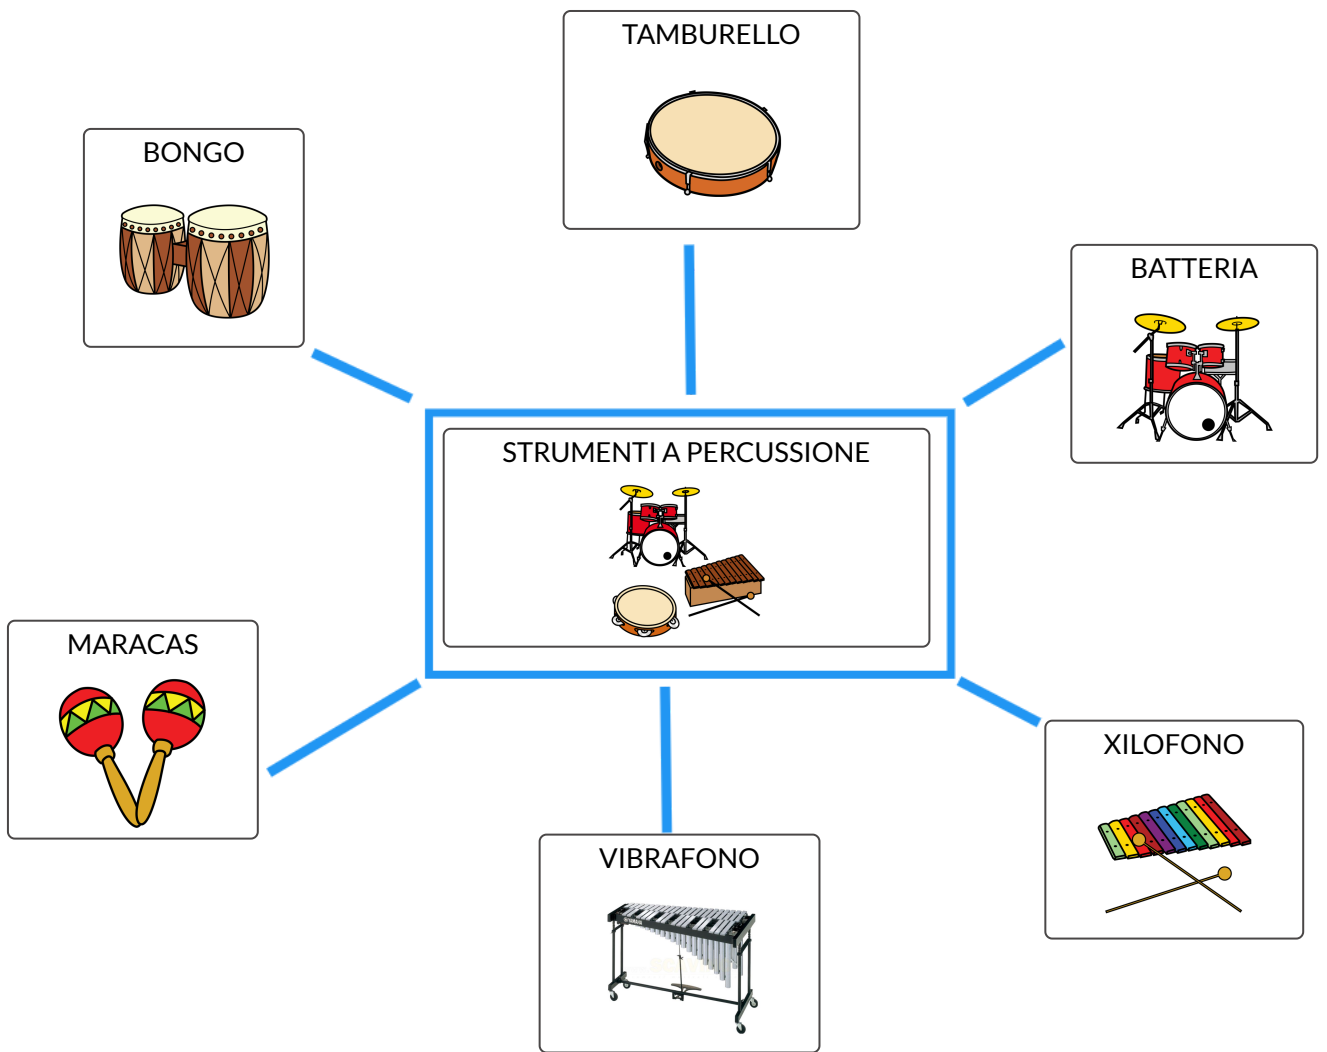 TAMBURELLO
BONGO
BATTERIA
STRUMENTI A PERCUSSIONE
MARACAS
XILOFONO
VIBRAFONO